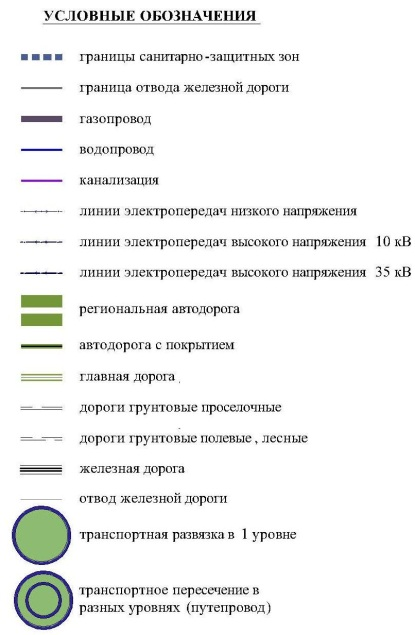 УСЛОВНЫЕ ОБОЗНАЧЕНИЯ
границы санитарно-защитных зон
граница отвода железной дороги
газопровод
водопровод
канализация
линии электропередач низкого напряжения
линии электропередач высокого напряжения 10 кВ
линии электропередач высокого напряжения 35 кВ
региональная автодорога
автодорога с покрытием
главная дорога
дороги грунтовые проселочные
дороги грунтовые полевые, лесные
железная дорога
отвод железной дороги
транспортная развязка в 1 уровне
транспортное пересечение в
разных уровнях (путепровод)